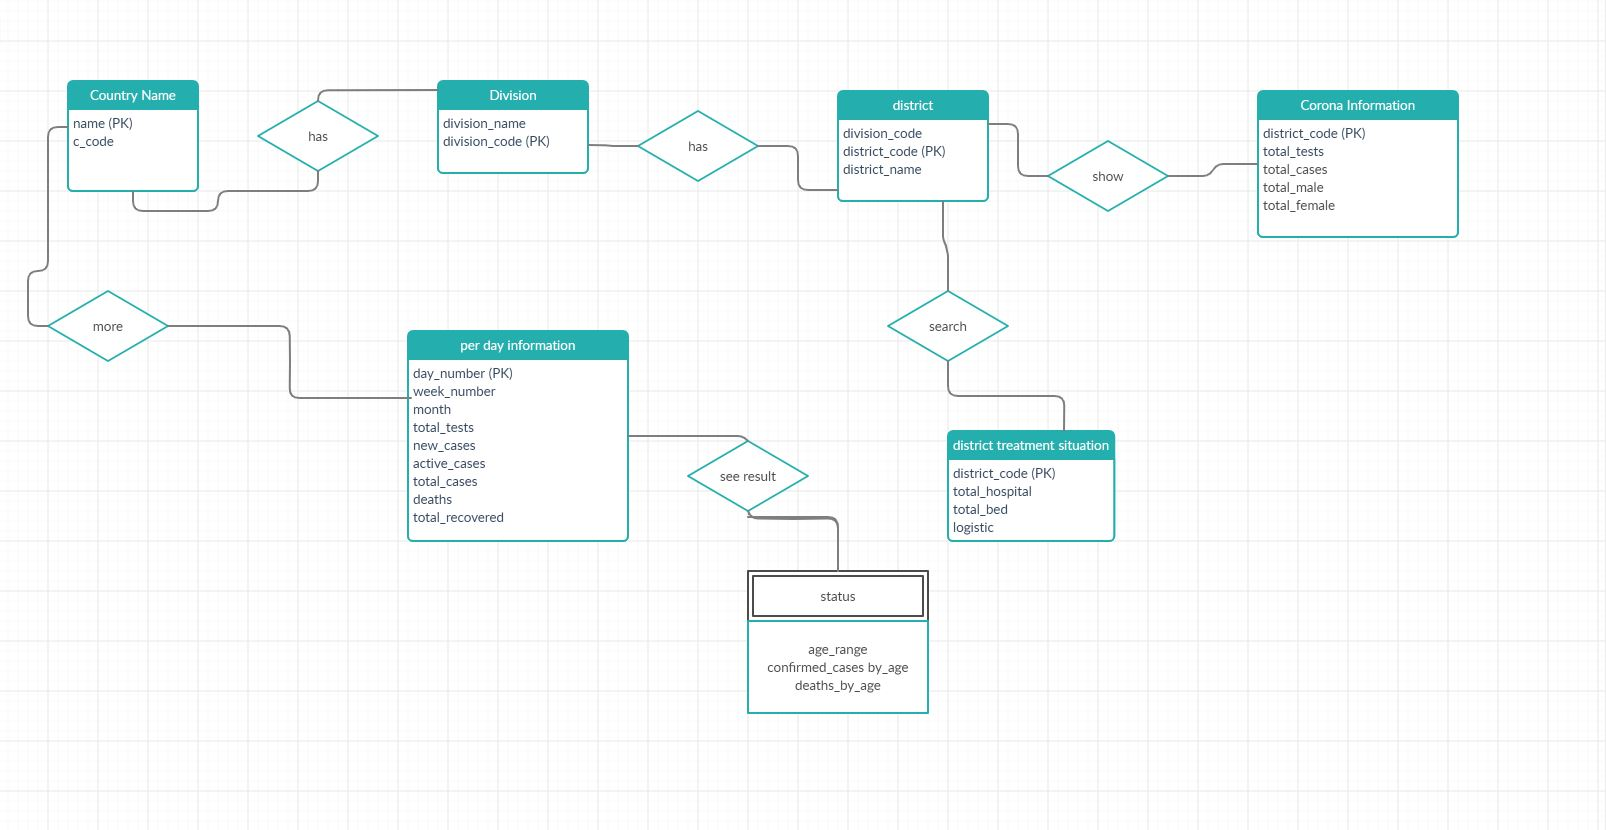 Country Name
name (PK)
c_code
has
Division
division_name
division_code (PK)
has
district
division_code
district_code (PK)
district_name
show
Corona Information
district_code (PK)
total_tests
total_cases
total_male
total_female
more
per day information
day_number (PK)
week_number
month
total_tests
new_cases
active_cases
total_cases
deaths
total_recovered
see result
search
district treatment situation
district_code (PK)
total_hospital
total_bed
logistic
status
age_range
confirmed_cases by_age
deaths_by_age